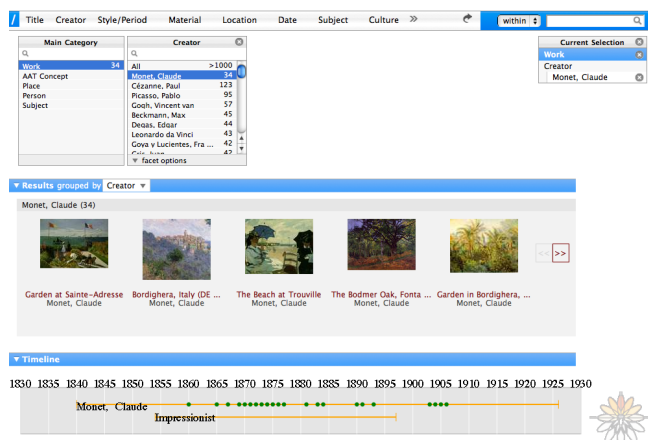 / Title Creator Style/Period Material Location Date Subject Culture » within
Main Category
Work 34
AAT Concept
Place
Person
Subject
Creator
All >1000
Monet, Claude 34
Cézanne, Paul 123
Picasso, Pablo 95
Gogh, Vincent van 57
Beckmann, Max 45
Degas, Edgar 44
Leonardo da Vinci 43
Goya y Lucientes, Fra ... 42
Gris, Juan 42
▼ facet options
Current Selection
Work
Creator
Monet, Claude
▼ Results grouped by Creator ▼
Monet, Claude (34)
<< >>
Garden at Sainte-Adresse Bordighera, Italy (DE ... The Beach at Trouville The Bodmer Oak, Fonta ... Garden in Bordighera, ...
Monet, Claude Monet, Claude Monet, Claude Monet, Claude Monet, Claude
▼ Timeline
1830 1835 1840 1845 1850 1855 1860 1865 1870 1875 1880 1885 1890 1895 1900 1905 1910 1915 1920 1925 1930
Monet, Claude
Impressionist